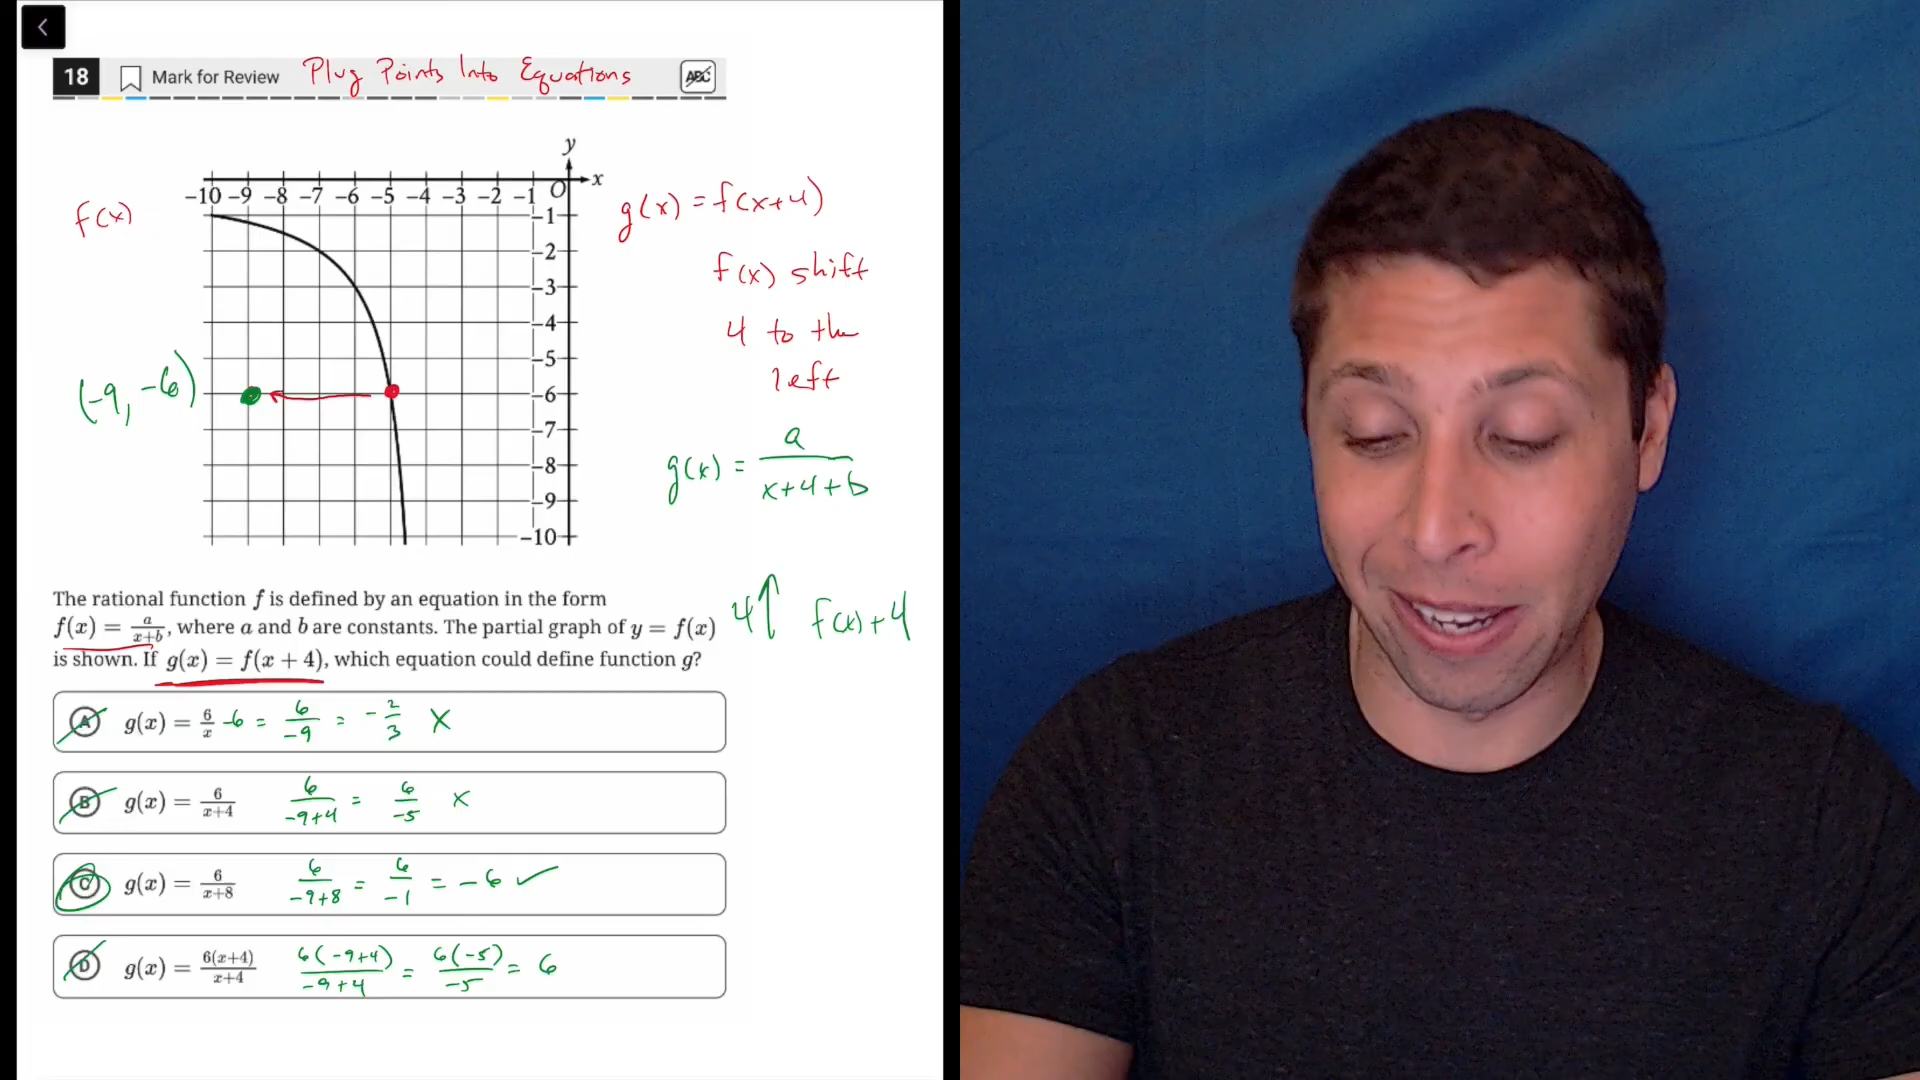 18 Mark for Review Plug Points Into Equations ABC
y
x
-10 -9 -8 -7 -6 -5 -4 -3 -2 -1 O
f(x)
g(x) = f(x+4)
-1
-2
f(x) shift
-3
-4
4 to the
-5
left
(-9, -6)
-6
-7
g(x) = a/(x+4+b)
-8
-9
-10
The rational function f is defined by an equation in the form
f(x) = a/(x+b), where a and b are constants. The partial graph of y = f(x)
is shown. If g(x) = f(x + 4), which equation could define function g?
4↑ f(x)+4
A g(x) = 6/x -6 = 6/-9 = -2/3 X
B g(x) = 6/(x+4) 6/(-9+4) = 6/-5 x
C g(x) = 6/(x+8) 6/(-9+8) = 6/-1 = -6 ✓
D g(x) = 6(x+4)/(x+4) 6(-9+4)/(-9+4) = 6(-5)/-5 = 6